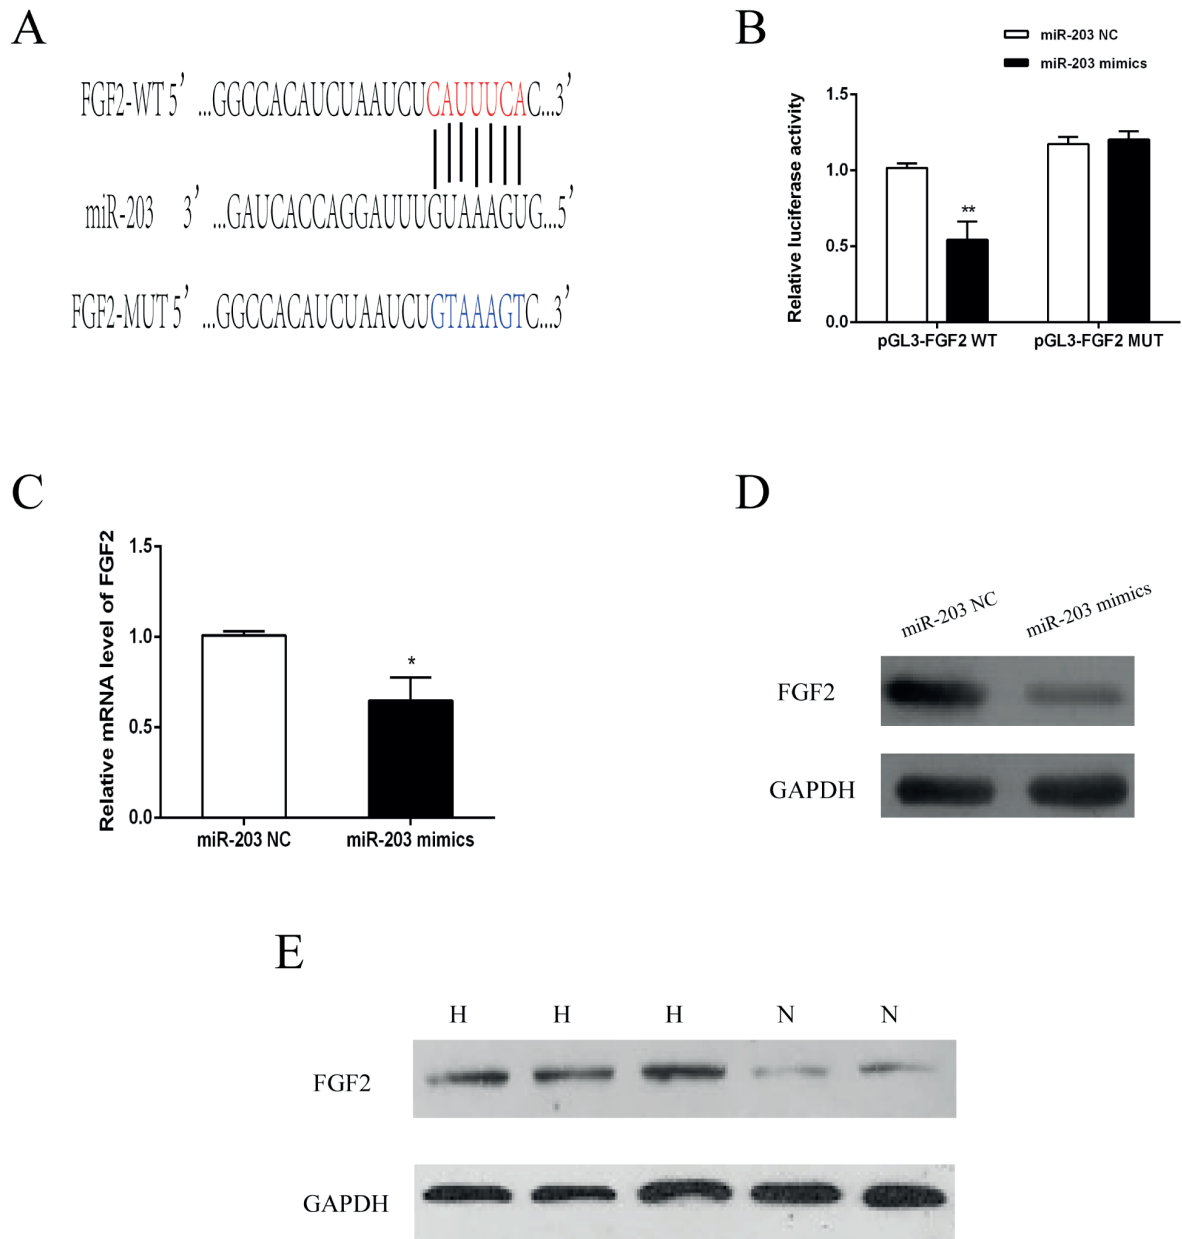 A
FGF2-WT 5' ...GGCCACAUCUAAUCUCAUUUCAC...3'
miR-203 3' ...GAUCACCAGGAUUUGUAAAGUG...5'
FGF2-MUT 5' ...GGCCACAUCUAAUCUGTAAAGTC...3'
B
miR-203 NC
miR-203 mimics
Relative luciferase activity
1.5
1.0
0.5
0.0
**
pGL3-FGF2 WT
pGL3-FGF2 MUT
C
Relative mRNA level of FGF2
1.5
1.0
0.5
0.0
*
miR-203 NC
miR-203 mimics
D
miR-203 NC
miR-203 mimics
FGF2
GAPDH
E
H H H N N
FGF2
GAPDH